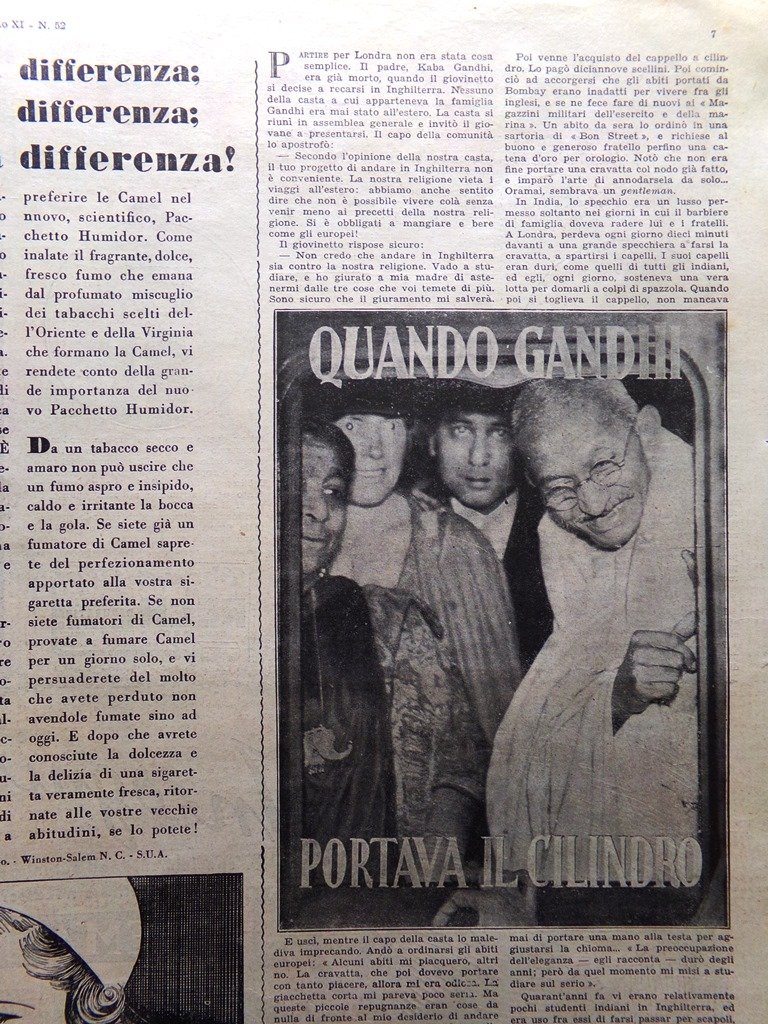 XI - N. 52
7
differenza:
differenza;
differenza!
preferire le Camel nel
nnovo, scientifico, Pac-
chetto Humidor. Come
inalate il fragrante, dolce,
fresco fumo che emana
dal profumato miscuglio
dei tabacchi scelti del-
l'Oriente e della Virginia
che formano la Camel, vi
rendete conto della gran-
de importanza del nuo-
vo Pacchetto Humidor.
Da un tabacco secco e
amaro non può uscire che
un fumo aspro e insipido,
caldo e irritante la bocca
e la gola. Se siete già un
fumatore di Camel sapre-
te del perfezionamento
apportato alla vostra si-
garetta preferita. Se non
siete fumatori di Camel,
provate a fumare Camel
per un giorno solo, e vi
persuaderete del molto
che avete perduto non
avendole fumate sino ad
oggi. E dopo che avrete
conosciute la dolcezza e
la delizia di una sigaret-
ta veramente fresca, ritor-
nate alle vostre vecchie
abitudini, se lo potete!
Winston-Salem N. C. - S.U.A.
PARTIRE per Londra non era stata cosa
semplice. Il padre, Kaba Gandhi,
era già morto, quando il giovinetto
si decise a recarsi in Inghilterra. Nessuno
della casta a cui apparteneva la famiglia
Gandhi era mai stato all'estero. La casta si
riunì in assemblea generale e invitò il gio-
vane a presentarsi. Il capo della comunità
lo apostrofò:
— Secondo l'opinione della nostra casta,
il tuo progetto di andare in Inghilterra non
è conveniente. La nostra religione vieta i
viaggi all'estero: abbiamo anche sentito
dire che non è possibile vivere colà senza
venir meno ai precetti della nostra reli-
gione. Si è obbligati a mangiare e bere
come gli europei!
Il giovinetto rispose sicuro:
— Non credo che andare in Inghilterra
sia contro la nostra religione. Vado a stu-
diare, e ho giurato a mia madre di aste-
nermi dalle tre cose che voi temete di più.
Sono sicuro che il giuramento mi salverà.
Poi venne l'acquisto del cappello a cilin-
dro. Lo pagò diciannove scellini. Poi comin-
ciò ad accorgersi che gli abiti portati da
Bombay erano inadatti per vivere fra gli
inglesi, e se ne fece fare di nuovi ai « Ma-
gazzini militari dell'esercito e della ma-
rina ». Un abito da sera lo ordinò in una
sartoria di « Bon Street », e richiese al
buono e generoso fratello perfino una ca-
tena d'oro per orologio. Notò che non era
fine portare una cravatta col nodo già fatto,
e imparò l'arte di annodarsela da solo...
Oramai, sembrava un gentleman.
In India, lo specchio era un lusso per-
messo soltanto nei giorni in cui il barbiere
di famiglia doveva radere lui e i fratelli.
A Londra, perdeva ogni giorno dieci minuti
davanti a una grande specchiera a farsi la
cravatta, a spartirsi i capelli. I suoi capelli
eran duri, come quelli di tutti gli indiani,
ed egli, ogni giorno, sosteneva una vera
lotta per domarli a colpi di spazzola. Quando
poi si toglieva il cappello, non mancava
QUANDO GANDHI
PORTAVA IL CILINDRO
E uscì, mentre il capo della casta lo male-
diva imprecando. Andò a ordinarsi gli abiti
europei: « Alcuni abiti mi piacquero, altri
no. La cravatta, che poi dovevo portare
con tanto piacere, allora mi era odiosa. La
giacchetta corta mi pareva poco seria. Ma
queste piccole repugnanze eran cose da
nulla di fronte al mio desiderio di andare
mai di portare una mano alla testa per ag-
giustarsi la chioma... « La preoccupazione
dell'eleganza — egli racconta — durò degli
anni; però da quel momento mi misi a stu-
diare sul serio ».
Quarant'anni fa vi erano relativamente
pochi studenti indiani in Inghilterra, ed
era uso fra essi di farsi passar per scapoli,